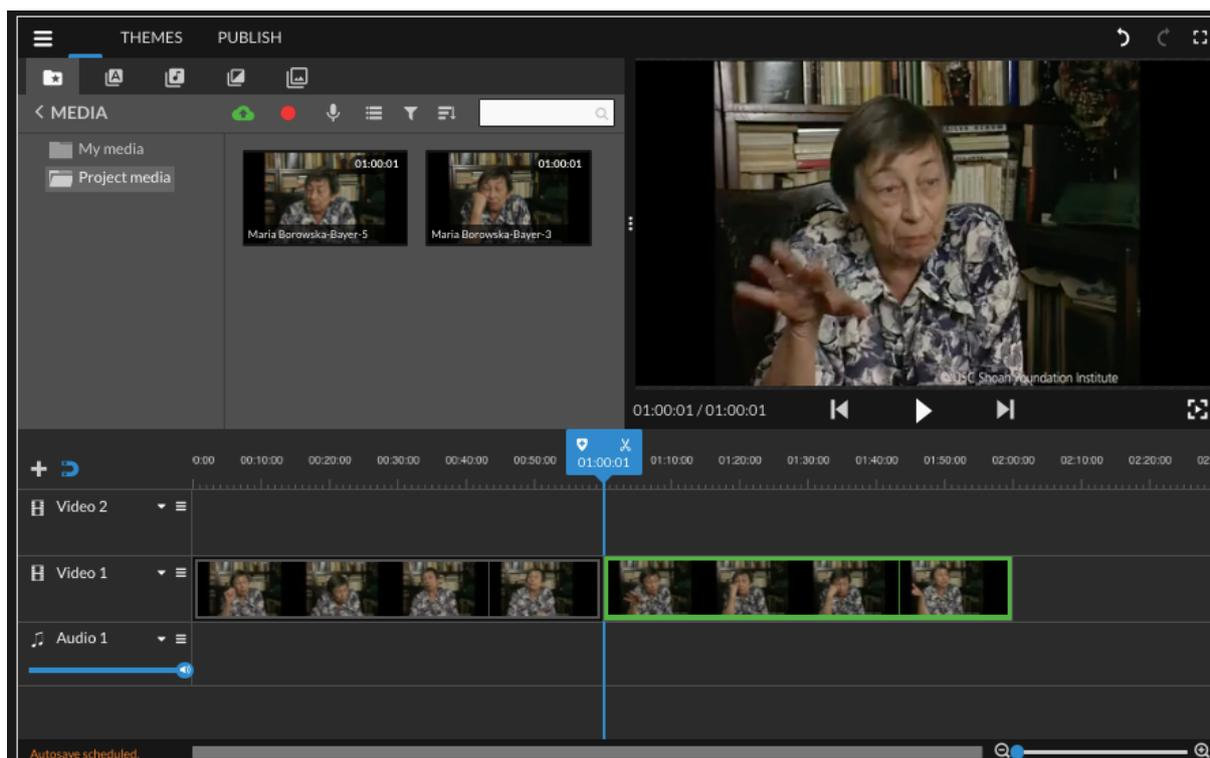 THEMES PUBLISH
MEDIA
My media
Project media
01:00:01
Maria Borowska-Bayer-5
01:00:01
Maria Borowska-Bayer-3
© USC Shoah Foundation Institute
01:00:01 / 01:00:01
0:00 00:10:00 00:20:00 00:30:00 00:40:00 00:50:00 01:00:01 01:10:00 01:20:00 01:30:00 01:40:00 01:50:00 02:00:00 02:10:00 02:20:00 02
Video 2
Video 1
Audio 1
Autosave scheduled.